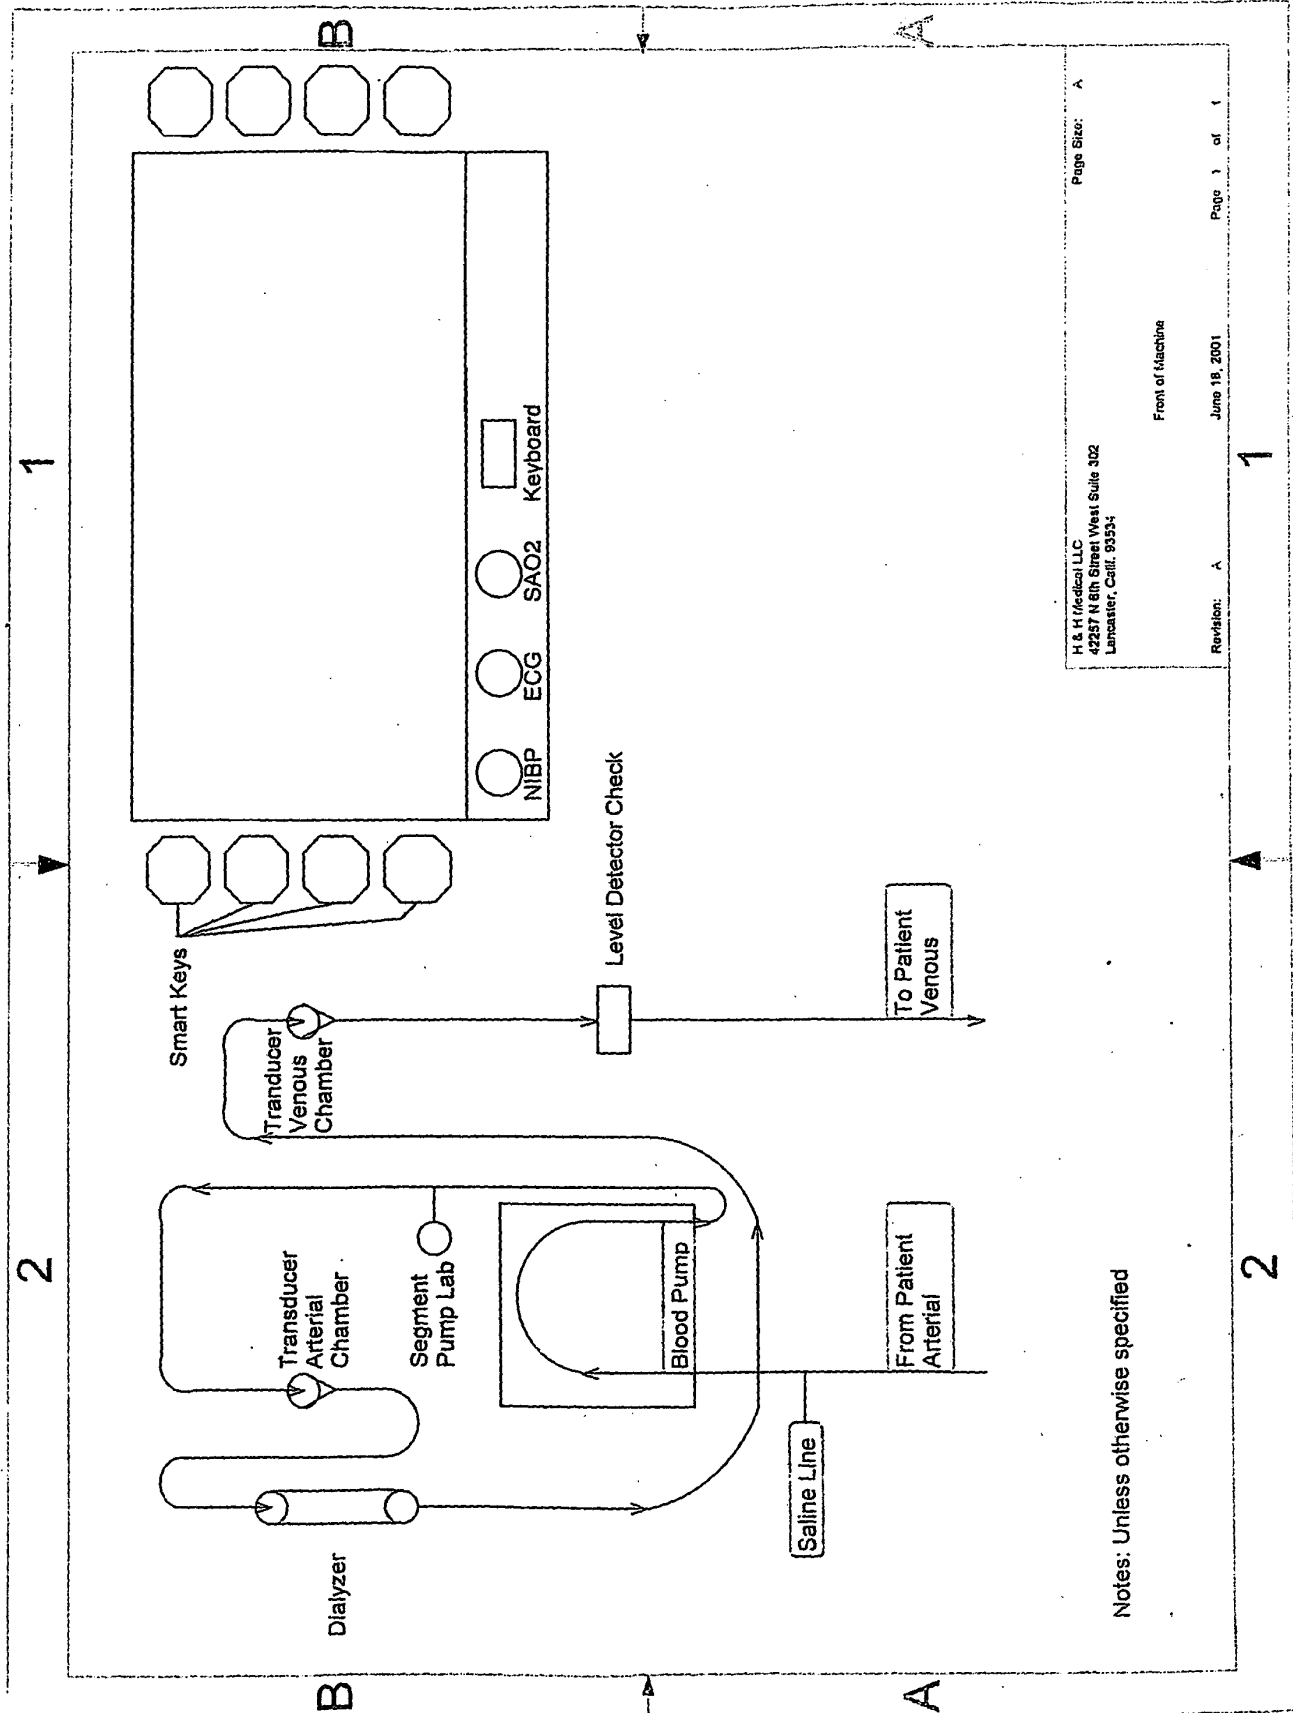 2
1
B
Dialyzer
Transducer
Arterial
Chamber
Segment
Pump Lab
Blood Pump
Tranducer
Venous
Chamber
Smart Keys
NIBP
ECG
SAO2
Keyboard
B
Level Detector Check
Saline Line
From Patient
Arterial
To Patient
Venous
A
A
Notes: Unless otherwise specified
H & H Medical LLC
42257 N 6th Street West Suite 302
Lancaster, Calif. 93534
Page Size: A
Front of Machine
Revision: A
June 18, 2001
Page 1 of 1
2
1